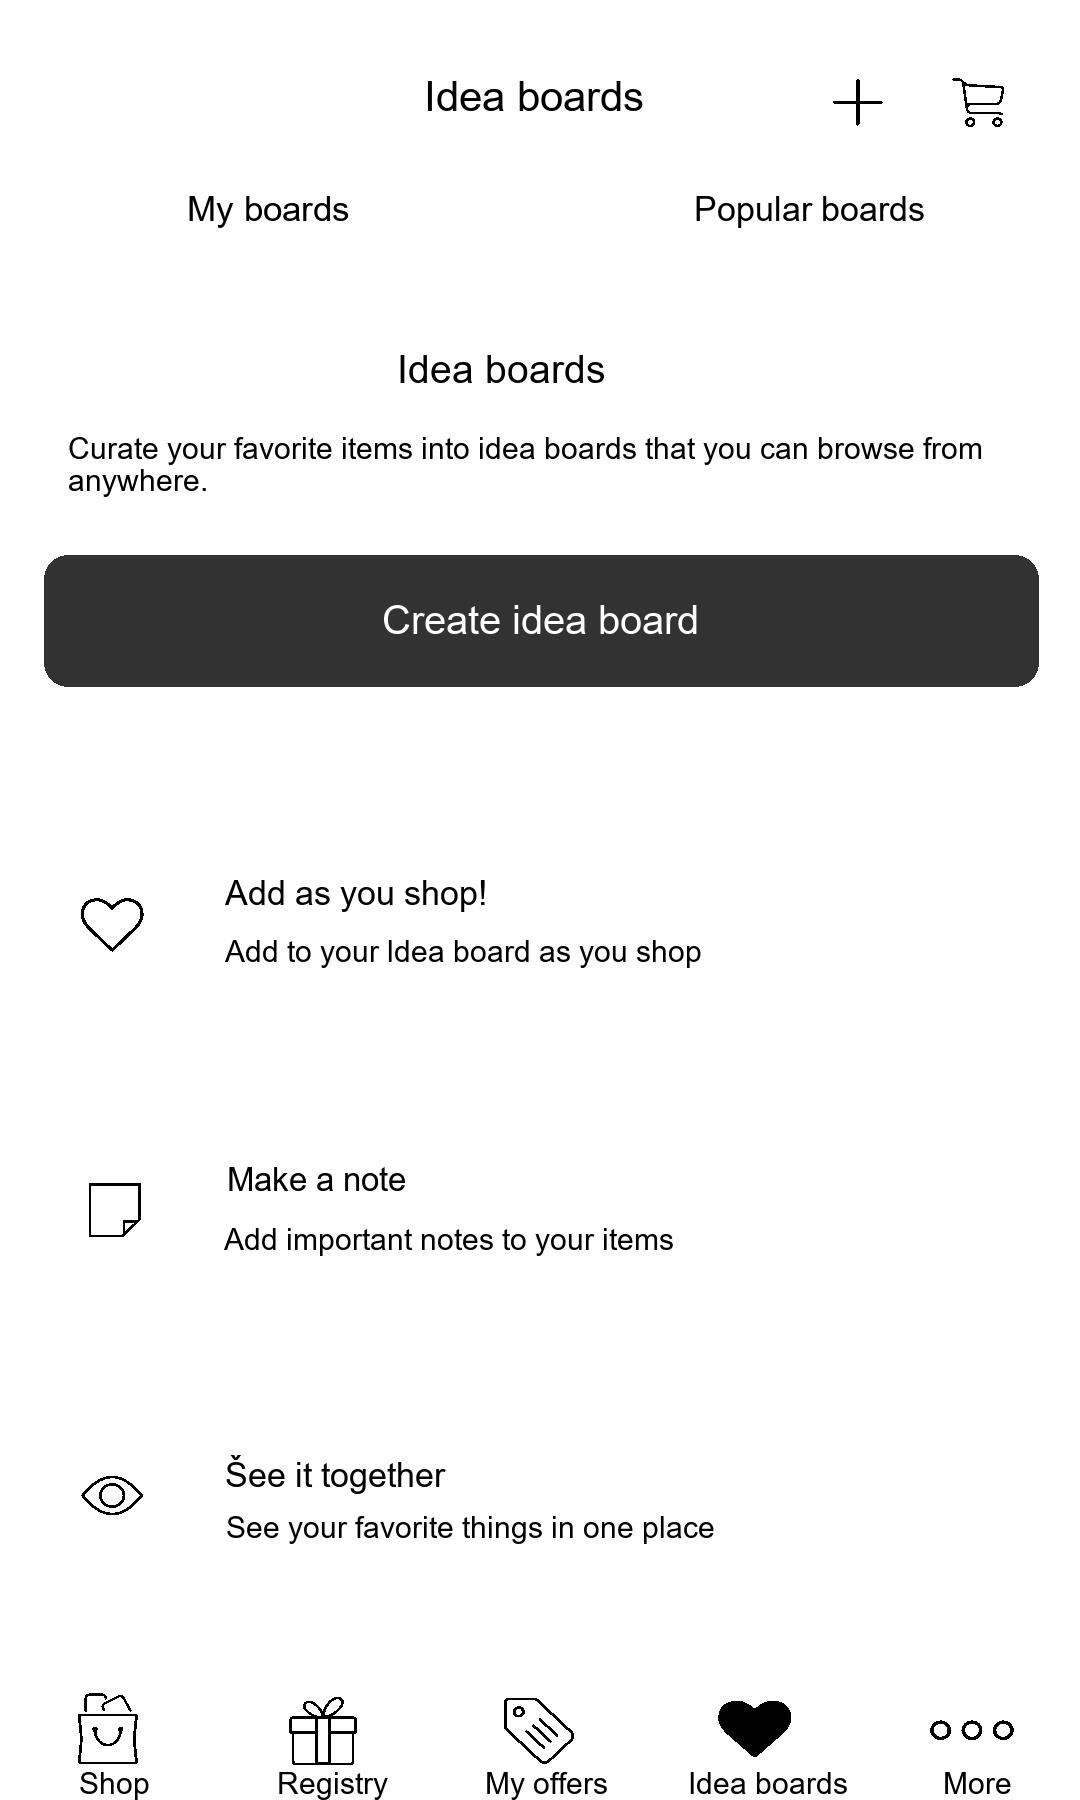 Idea boards
My boards
Popular boards
Idea boards
Curate your favorite items into idea boards that you can browse from
anywhere.
Create idea board
Add as you shop!
Add to your Idea board as you shop
Make a note
Add important notes to your items
Šee it together
See your favorite things in one place
Shop
Registry
My offers
Idea boards
More